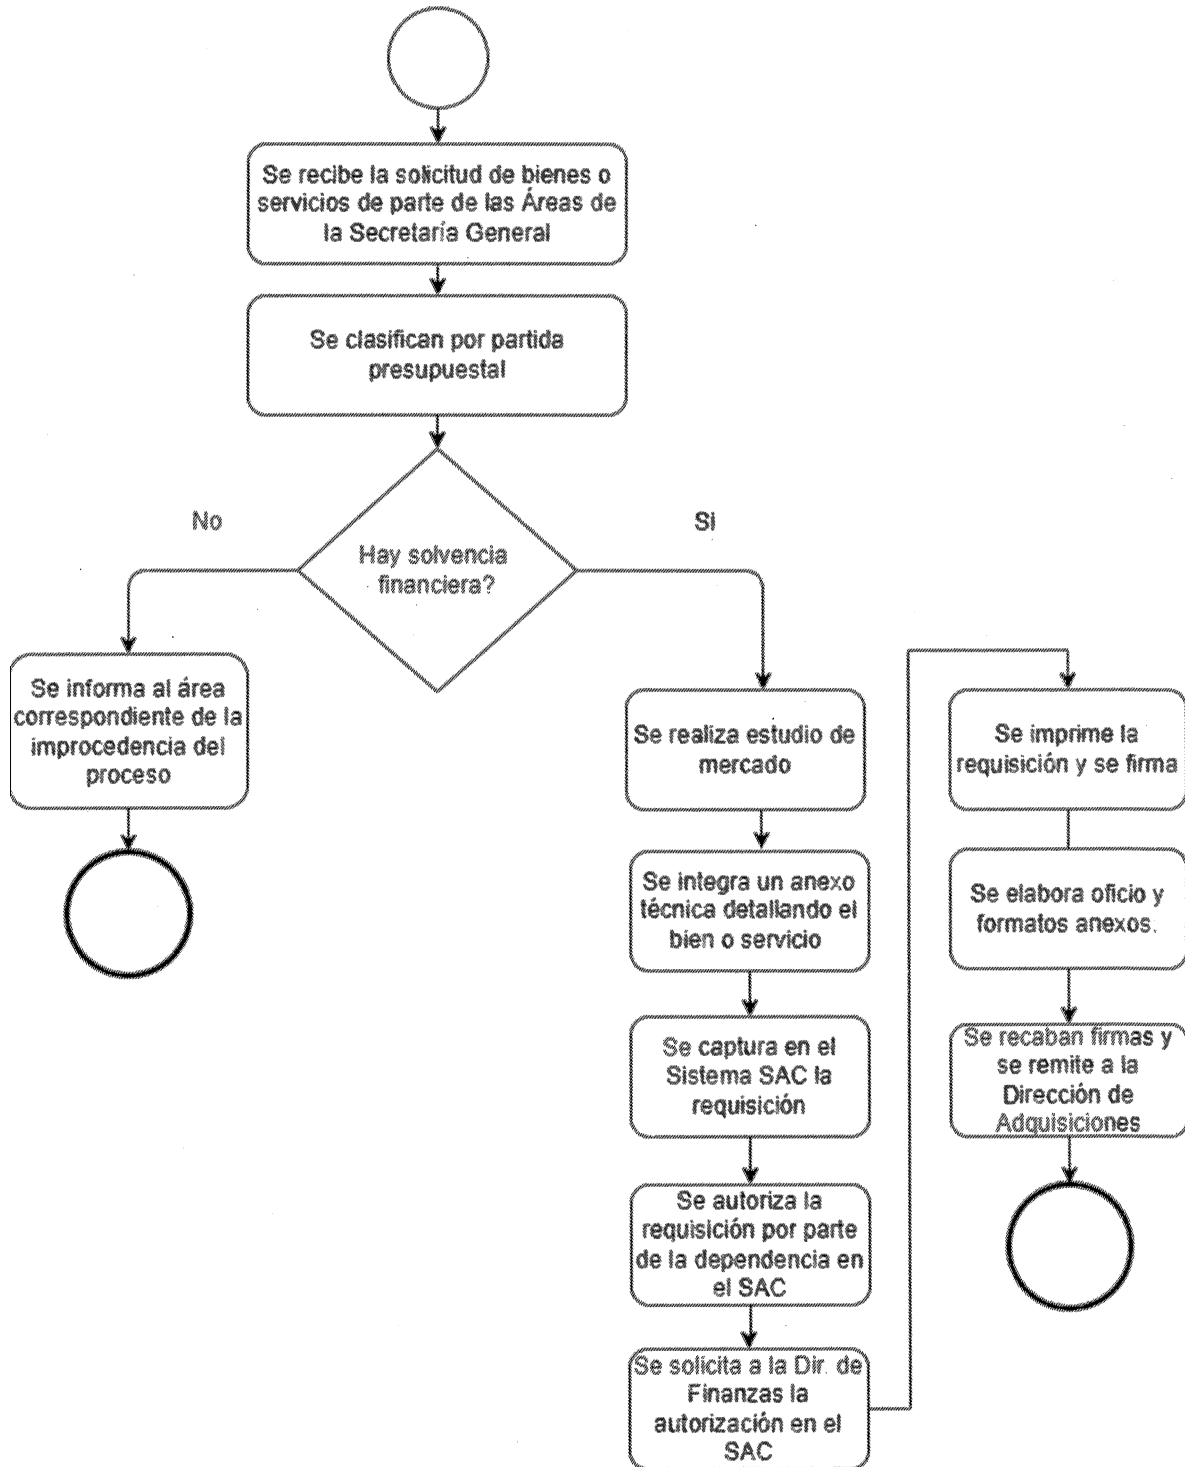 Se recibe la solicitud de bienes o
servicios de parte de las Áreas de
la Secretaría General
Se clasifican por partida
presupuestal
Hay solvencia
financiera?
No
Se informa al área
correspondiente de la
improcedencia del
proceso
Si
Se realiza estudio de
mercado
Se integra un anexo
técnica detallando el
bien o servicio
Se captura en el
Sistema SAC la
requisición
Se autoriza la
requisición por parte
de la dependencia en
el SAC
Se solicita a la Dir. de
Finanzas la
autorización en el
SAC
Se imprime la
requisición y se firma
Se elabora oficio y
formatos anexos.
Se recaban firmas y
se remite a la
Dirección de
Adquisiciones